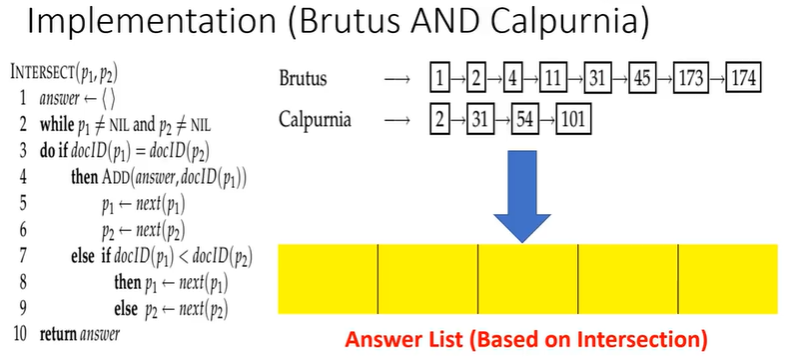 Implementation (Brutus AND Calpurnia)
INTERSECT(p1, p2)
1 answer ← ⟨ ⟩
2 while p1 ≠ NIL and p2 ≠ NIL
3 do if docID(p1) = docID(p2)
4 then ADD(answer, docID(p1))
5 p1 ← next(p1)
6 p2 ← next(p2)
7 else if docID(p1) < docID(p2)
8 then p1 ← next(p1)
9 else p2 ← next(p2)
10 return answer
Brutus → 1→2→4→11→31→45→173→174
Calpurnia → 2→31→54→101
Answer List (Based on Intersection)